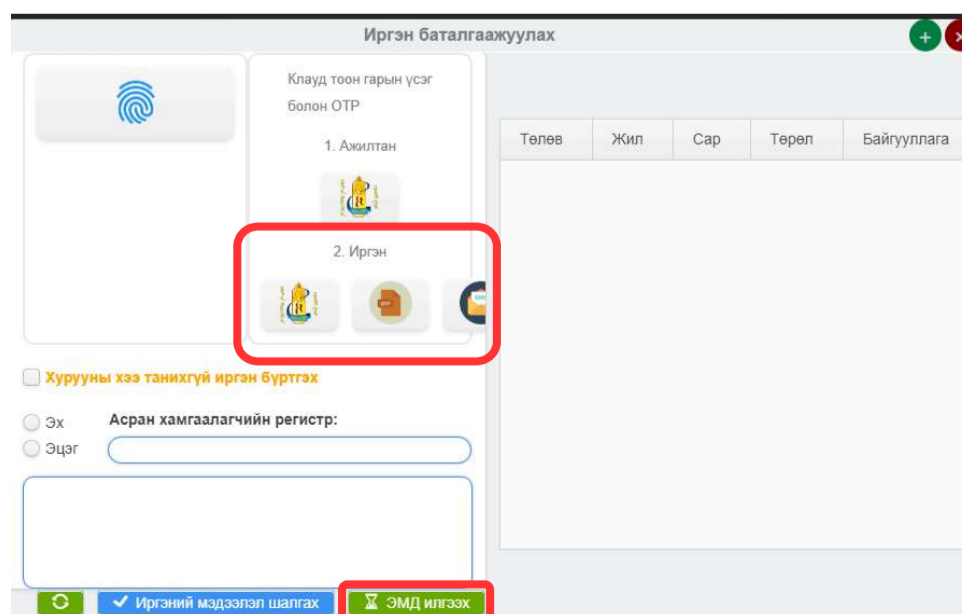 Иргэн баталгаажуулах
Клауд тоон гарын үсэг
болон OTP
1. Ажилтан
2. Иргэн
OTP
Хурууны хээ танихгүй иргэн бүртгэх
Эх
Асран хамгаалагчийн регистр:
Эцэг
Иргэний мэдээлэл шалгах
ЭМД илгээх
Төлөв Жил Сар Төрөл Байгууллага